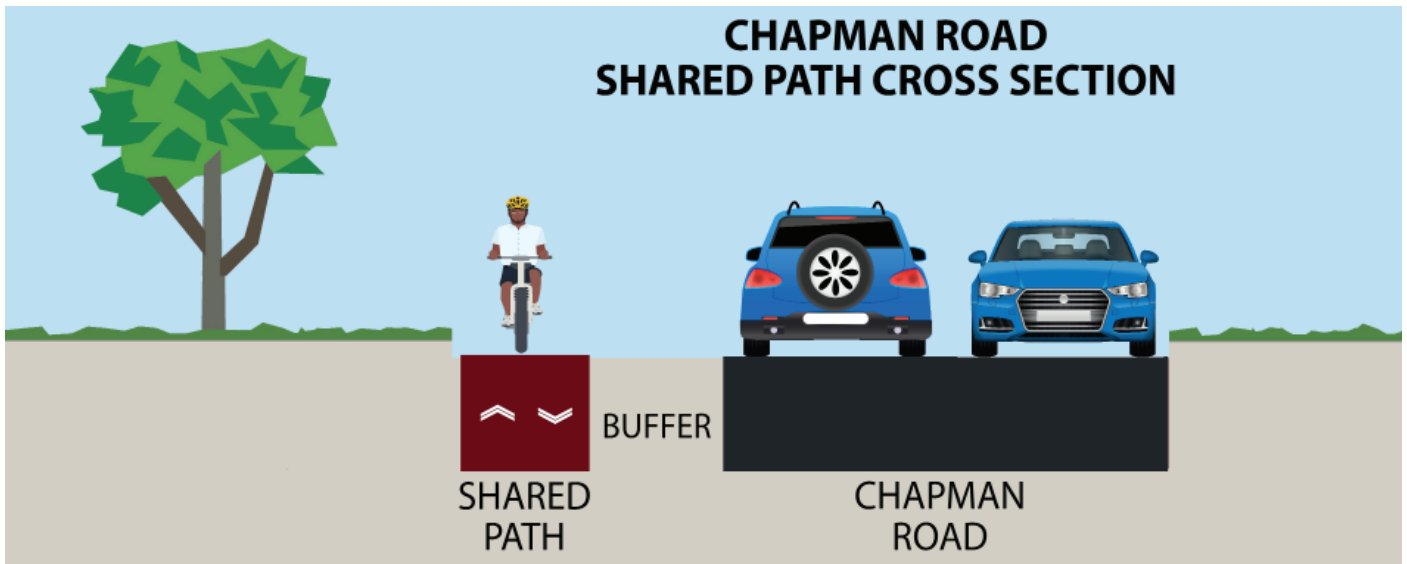 CHAPMAN ROAD
SHARED PATH CROSS SECTION
BUFFER
SHARED
PATH
CHAPMAN
ROAD